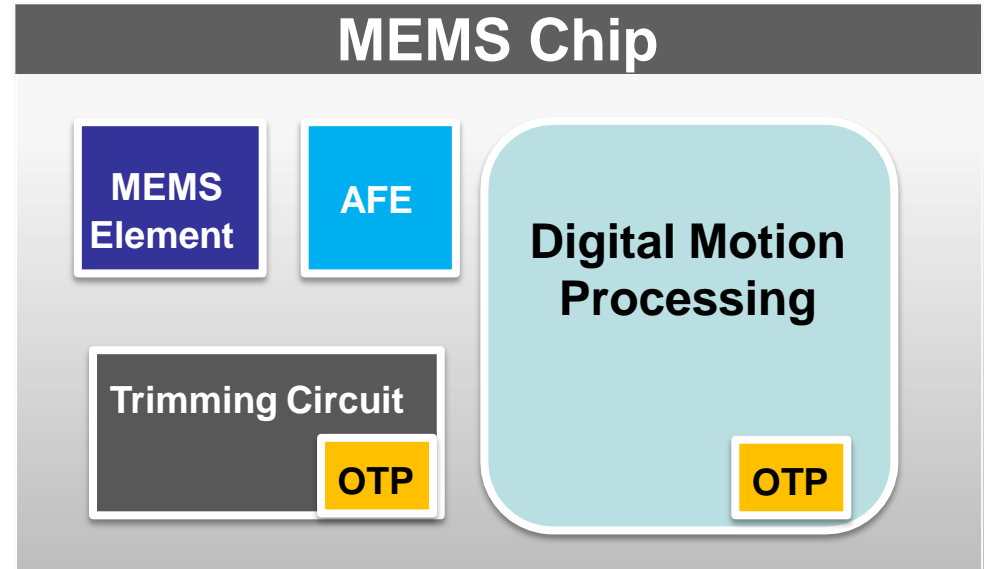 MEMS Chip
MEMS
Element
AFE
Digital Motion
Processing
Trimming Circuit
OTP
OTP